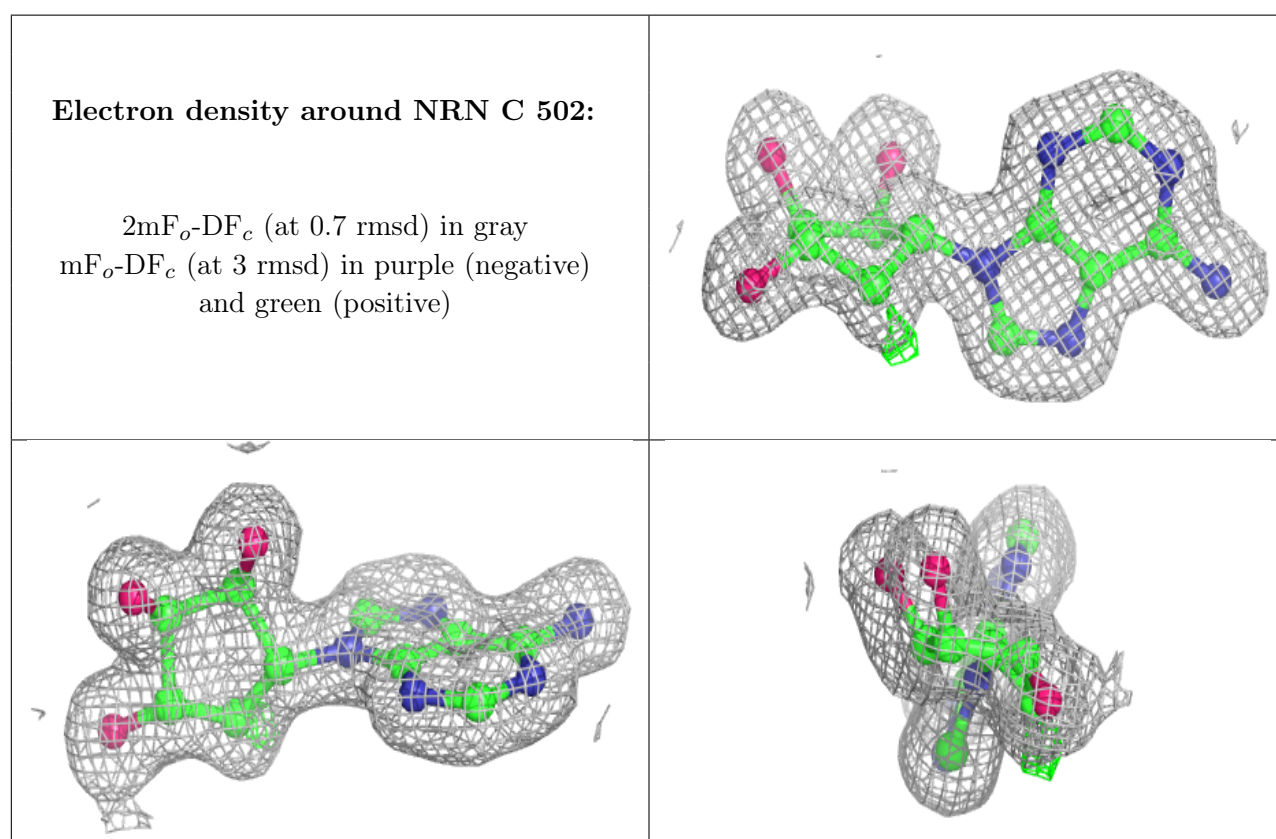 Electron density around NRN C 502:
2mFo-DFc (at 0.7 rmsd) in gray
mFo-DFc (at 3 rmsd) in purple (negative)
and green (positive)